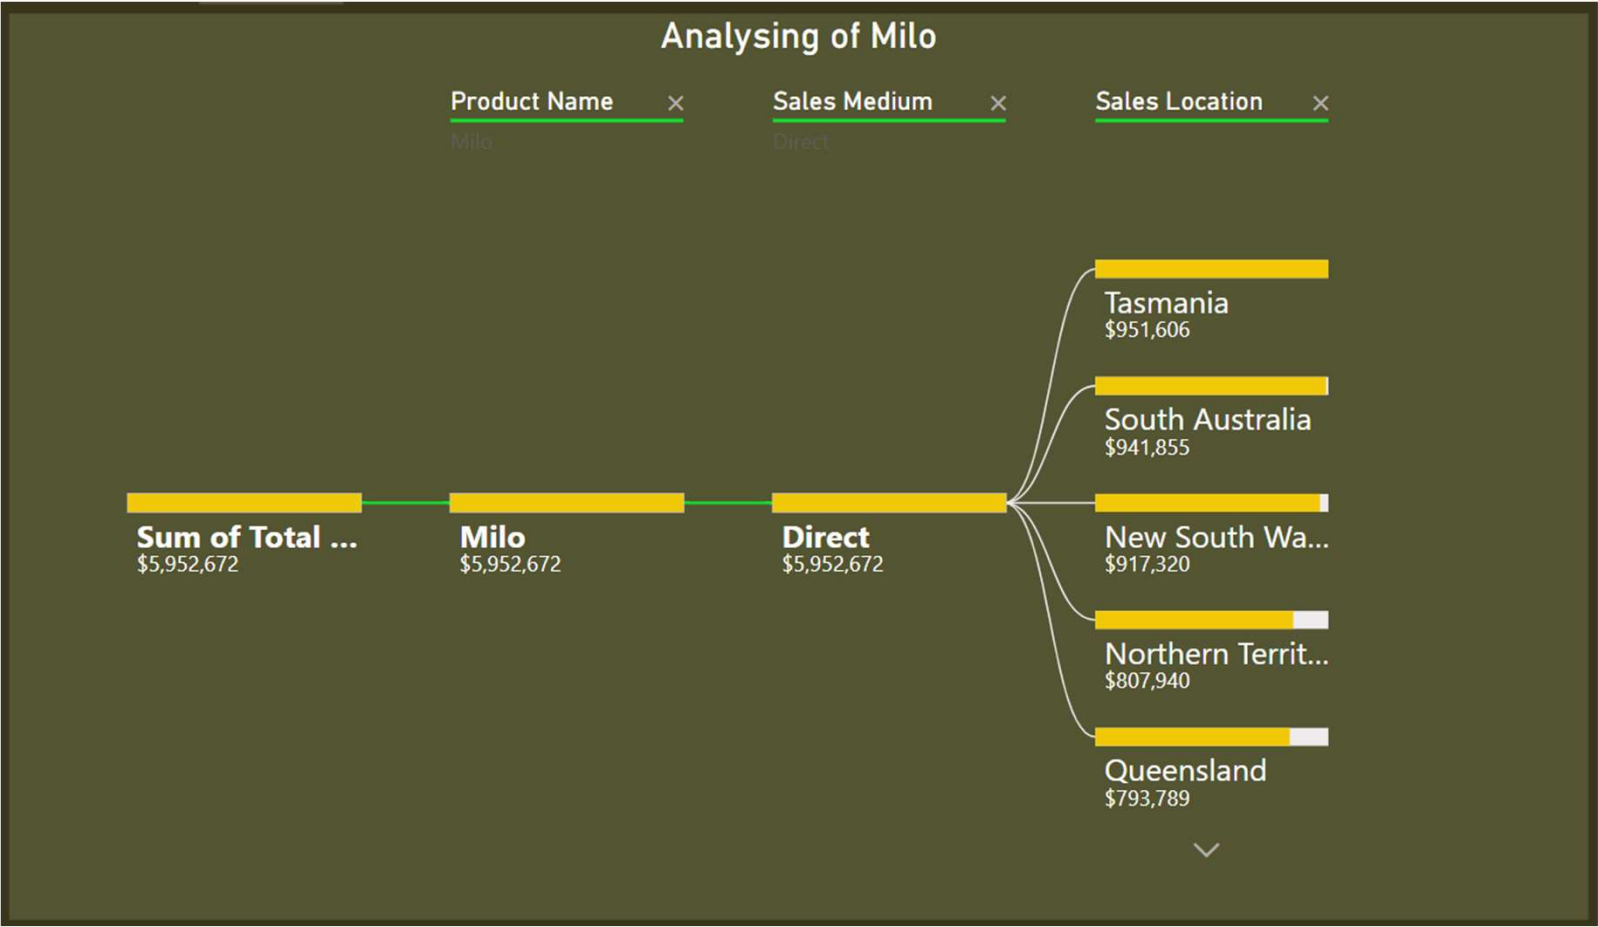 Analysing of Milo
Product Name
Sales Medium
Sales Location
Milo
Direct
Tasmania
$951,606
South Australia
$941,855
Sum of Total ...
$5,952,672
Milo
$5,952,672
Direct
$5,952,672
New South Wa...
$917,320
Northern Territ...
$807,940
Queensland
$793,789